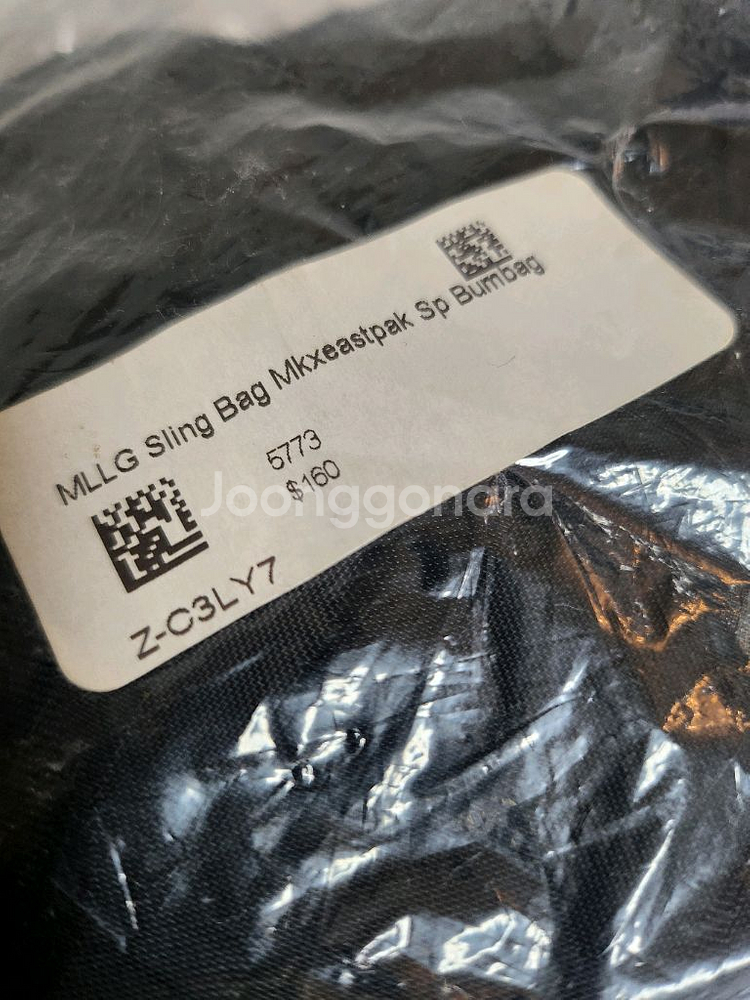 MLLG Sling Bag Mkxeastpak Sp Bumbag
5773
$160
Joonggonara
Z-C3LY7